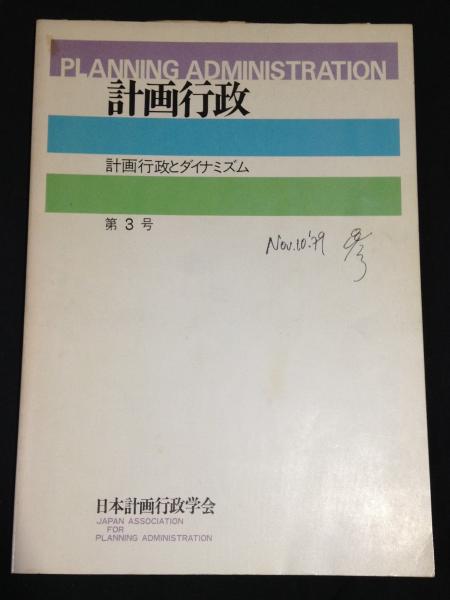 PLANNING ADMINISTRATION
計画行政
計画行政とダイナミズム
第3号
Nov.10.'79
日本計画行政学会
JAPAN ASSOCIATION
FOR
PLANNING ADMINISTRATION